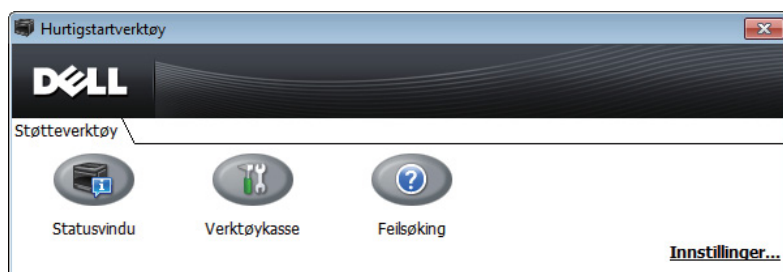 Hurtigstartverktøy
DELL
Støtteverktøy
Statusvindu
Verktøykasse
Feilsøking
Innstillinger...